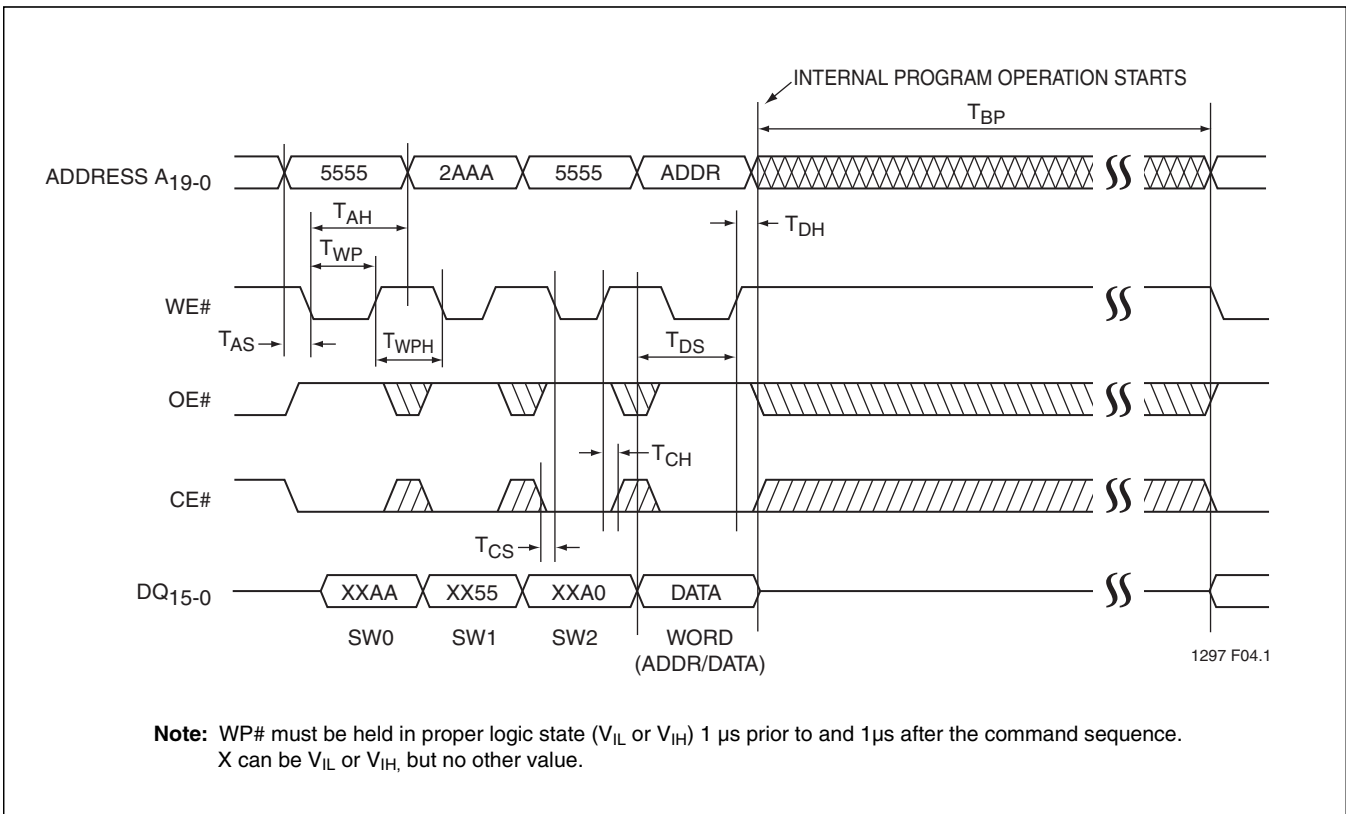 INTERNAL PROGRAM OPERATION STARTS
TBP
ADDRESS A19-0
5555 2AAA 5555 ADDR
TAH
TDH
TWP
WE#
TAS
TWPH
TDS
OE#
TCH
CE#
TCS
DQ15-0
XXAA XX55 XXA0 DATA
SW0 SW1 SW2 WORD
(ADDR/DATA)
1297 F04.1
Note: WP# must be held in proper logic state (VIL or VIH) 1 µs prior to and 1µs after the command sequence.
X can be VIL or VIH, but no other value.